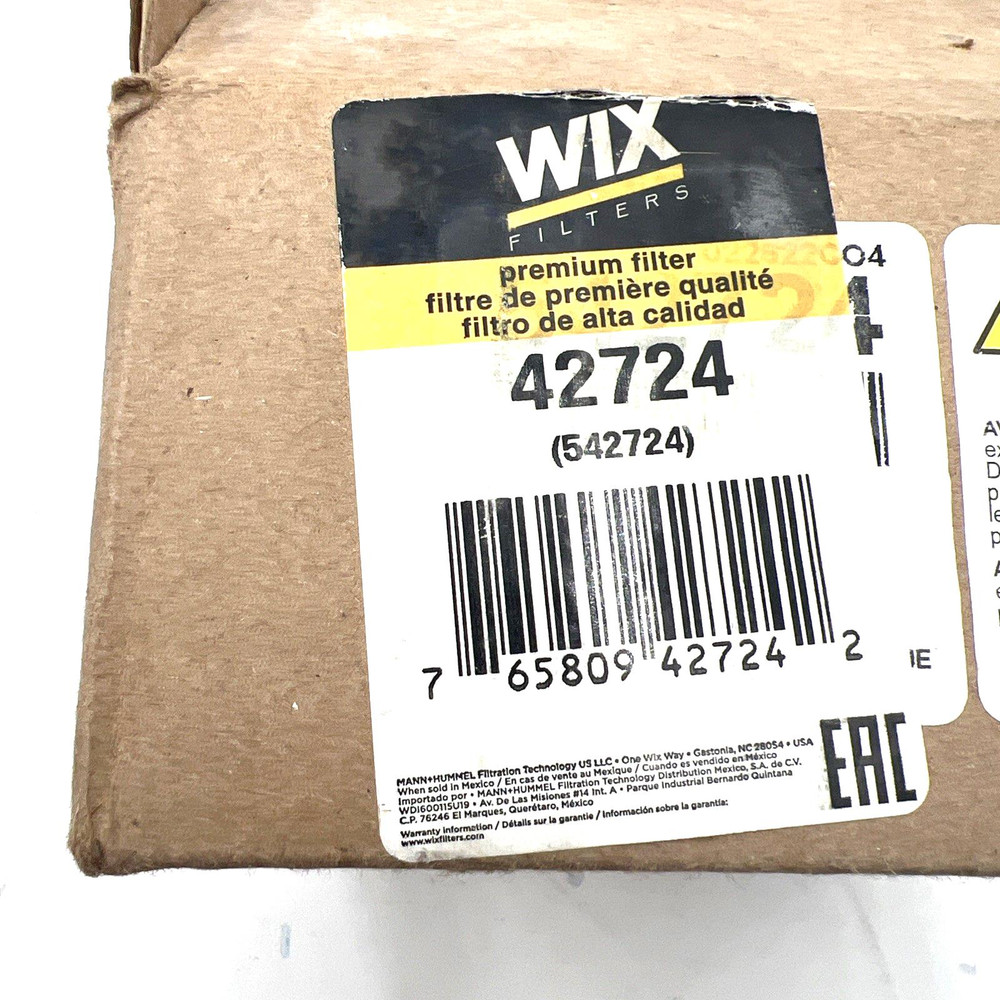 WIX
FILTERS
premium filter
filtre de première qualité
filtro de alta calidad
42724
(542724)
7 65809 42724 2
MANN+HUMMEL Filtration Technology US LLC • One Wix Way • Gastonia, NC 28054 • USA
When sold in Mexico / En cas de vente au Mexique / Cuando es vendido en México
Importado por • MANN+HUMMEL Filtration Technology Distribution Mexico, S.A. de C.V.
WDI600115U19 • Av. De Las Misiones #14 Int. A • Parque Industrial Bernardo Quintana
C.P. 76246 El Marques, Querétaro, México
Warranty information / Détails sur la garantie / Información sobre la garantía:
www.wixfilters.com
EAC
04
4
IE